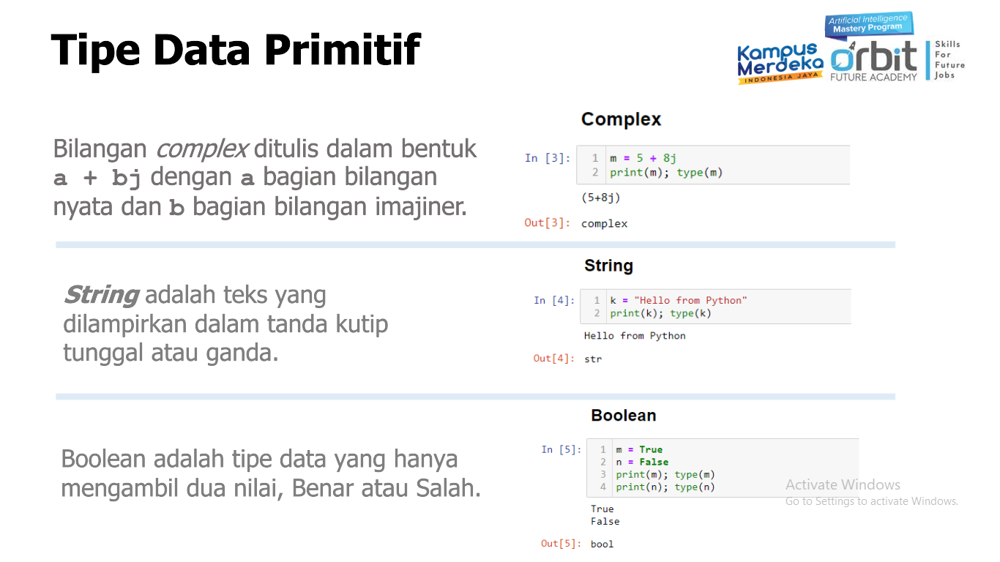 Tipe Data Primitif
Artificial Intelligence
Mastery Program
Kampus
Merdeka
INDONESIA JAYA
orbit
FUTURE ACADEMY
Skills
For
Future
Jobs
Bilangan complex ditulis dalam bentuk
a + bj dengan a bagian bilangan
nyata dan b bagian bilangan imajiner.
Complex
In [3]:
1 m = 5 + 8j
2 print(m); type(m)
(5+8j)
Out[3]: complex
String adalah teks yang
dilampirkan dalam tanda kutip
tunggal atau ganda.
String
In [4]:
1 k = "Hello from Python"
2 print(k); type(k)
Hello from Python
Out[4]: str
Boolean adalah tipe data yang hanya
mengambil dua nilai, Benar atau Salah.
Boolean
In [5]:
1 m = True
2 n = False
3 print(m); type(m)
4 print(n); type(n)
True
False
Out[5]: bool
Activate Windows
Go to Settings to activate Windows.